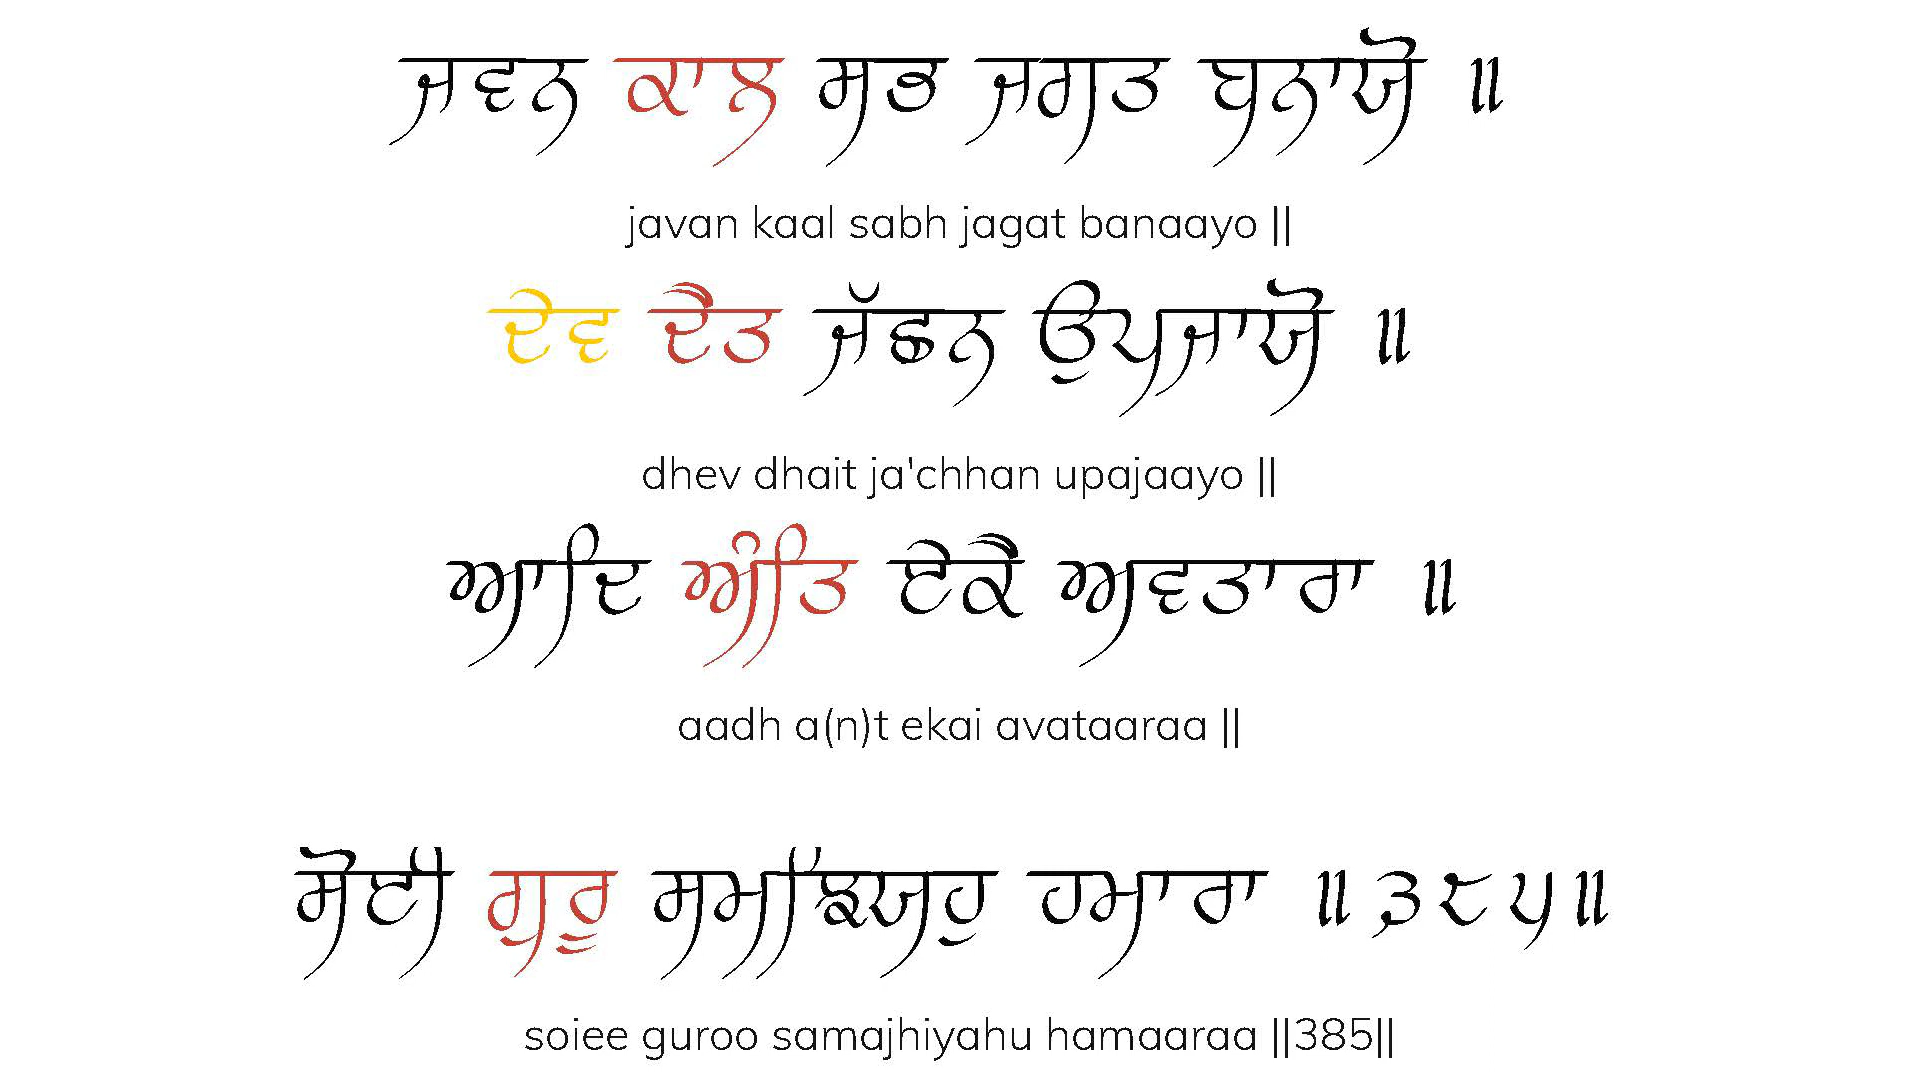 ਜਵਨ ਕਾਲ ਸਭ ਜਗਤ ਬਨਾਯੋ ॥
javan kaal sabh jagat banaayo ||
ਦੇਵ ਦੈਤ ਜੱਛਨ ਉਪਜਾਯੋ ॥
dhev dhait ja'chhan upajaayo ||
ਆਦਿ ਅੰਤਿ ਏਕੈ ਅਵਤਾਰਾ ॥
aadh a(n)t ekai avataaraa ||
ਸੋਈ ਗੁਰੂ ਸਮਝਿਯਹੁ ਹਮਾਰਾ ॥੩੮੫॥
soiee guroo samajhiyahu hamaaraa ||385||